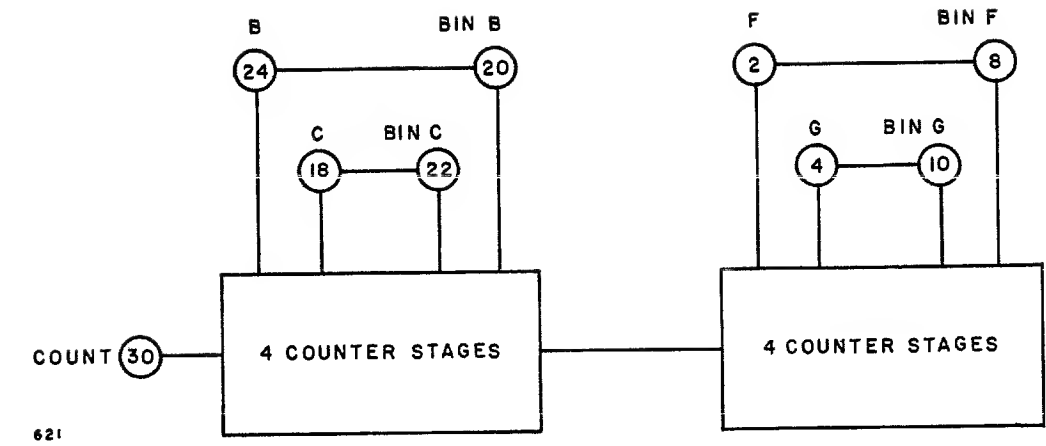 B BIN B F BIN F
24 20 2 8
C BIN C G BIN G
18 22 4 10
4 COUNTER STAGES 4 COUNTER STAGES
COUNT 30
621